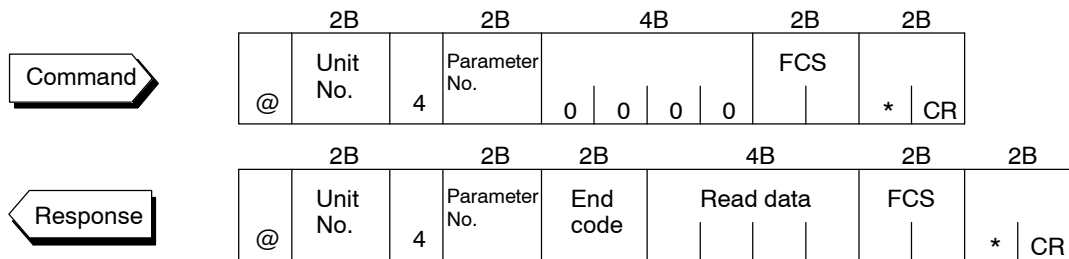 2B 2B 4B 2B 2B
Command
@ Unit No. 4 Parameter No. 0 0 0 0 FCS * CR
2B 2B 2B 4B 2B 2B
Response
@ Unit No. 4 Parameter No. End code Read data FCS * CR